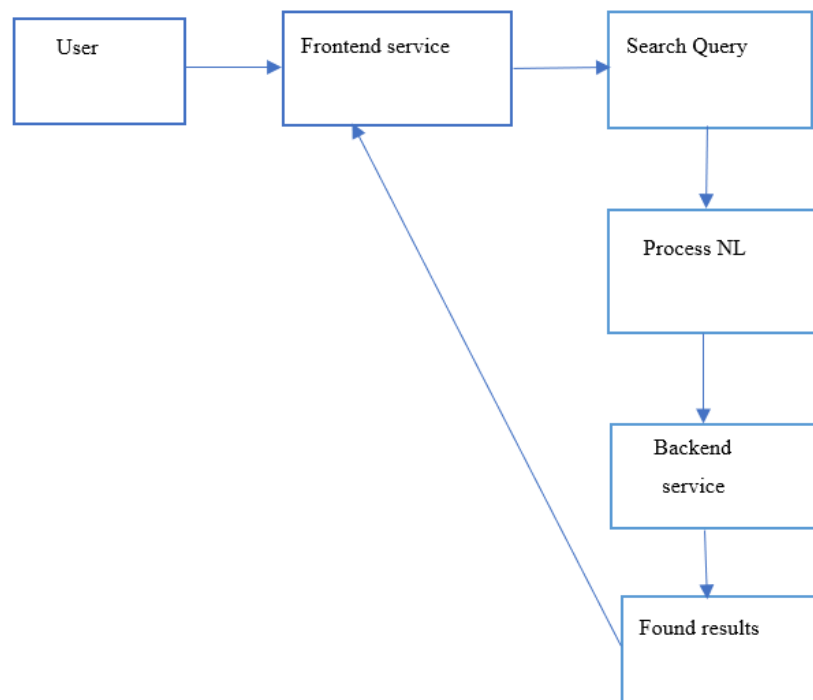 User
Frontend service
Search Query
Process NL
Backend
service
Found results